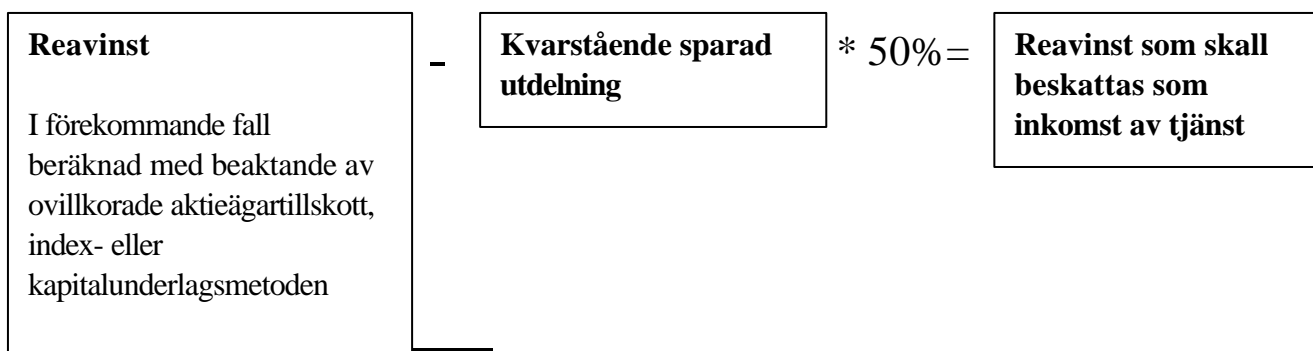 Reavinst
I förekommande fall
beräknad med beaktande av
ovillkorade aktieägartillskott,
index- eller
kapitalunderlagsmetoden
-
Kvarstående sparad
utdelning
* 50%=
Reavinst som skall
beskattas som
inkomst av tjänst